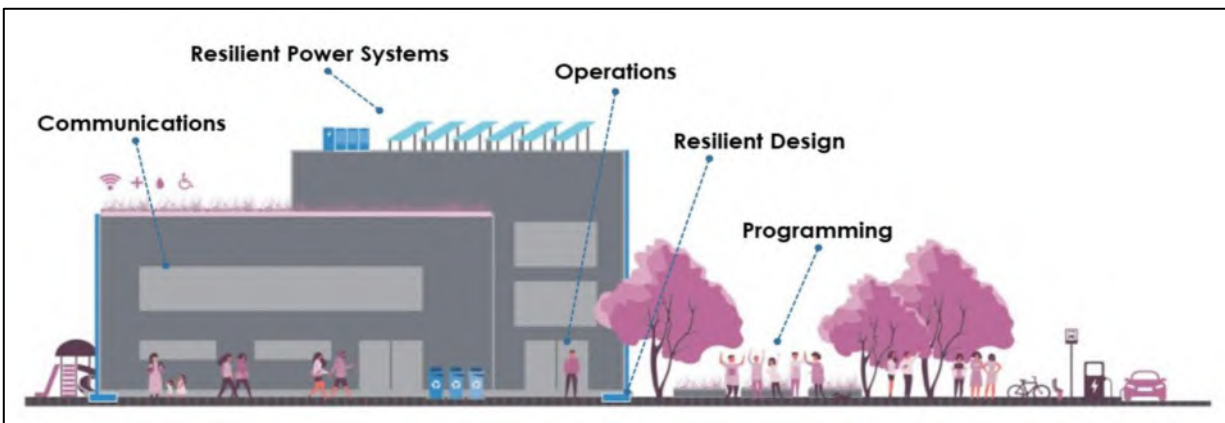 Resilient Power Systems
Operations
Communications
Resilient Design
Programming